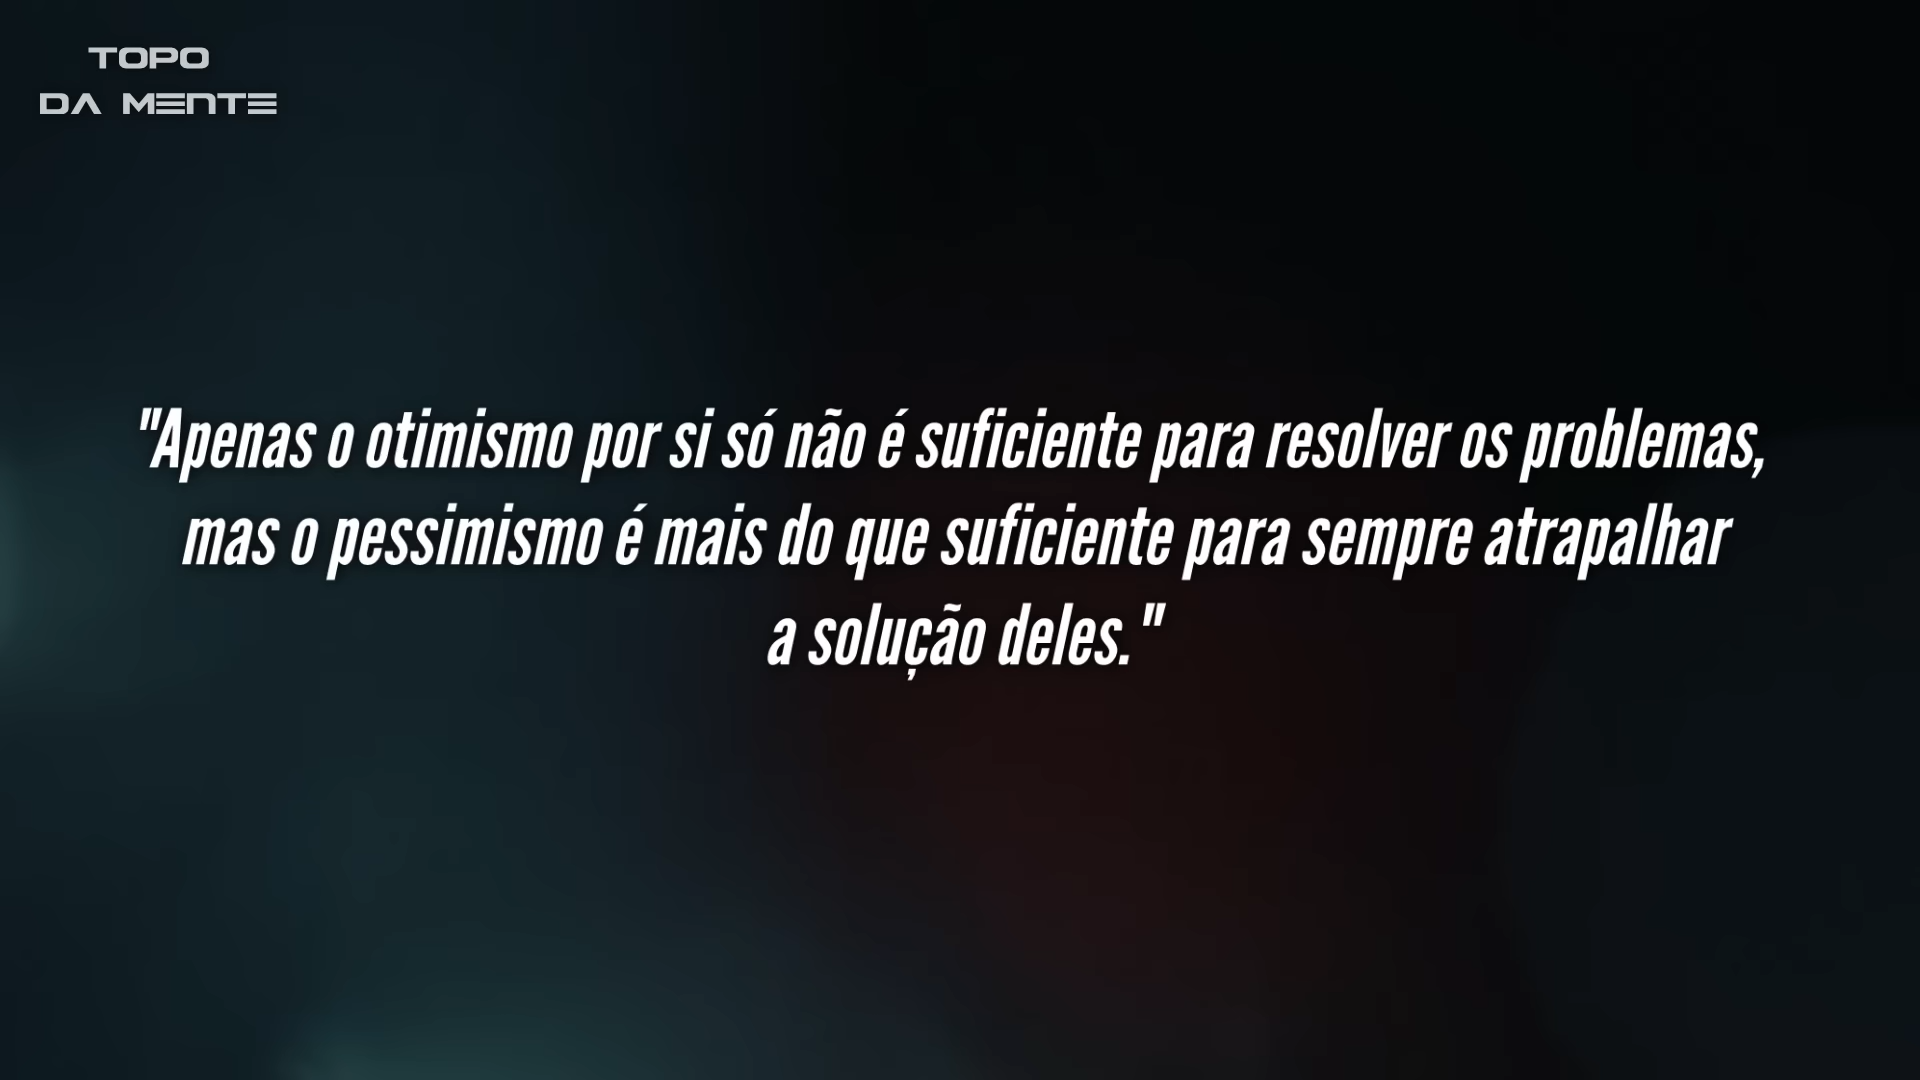 TOPO
DA MENTE
"Apenas o otimismo por si só não é suficiente para resolver os problemas,
mas o pessimismo é mais do que suficiente para sempre atrapalhar
a solução deles."